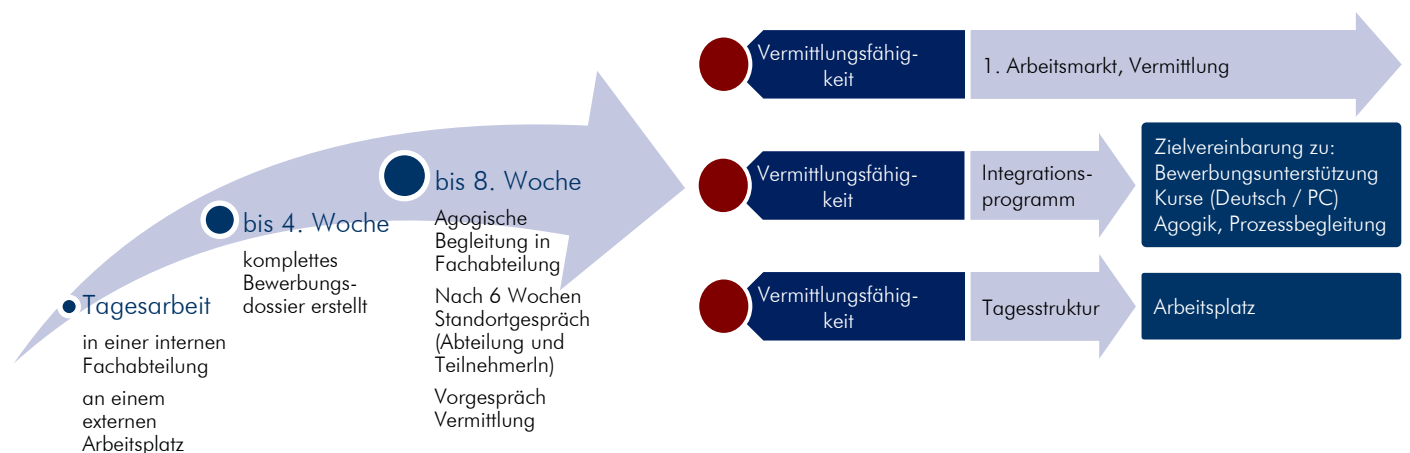 Tagesarbeit
in einer internen
Fachabteilung
an einem
externen
Arbeitsplatz
bis 4. Woche
komplettes
Bewerbungs-
dossier erstellt
bis 8. Woche
Agogische
Begleitung in
Fachabteilung
Nach 6 Wochen
Standortgespräch
(Abteilung und
TeilnehmerIn)
Vorgespräch
Vermittlung
Vermittlungsfähig-
keit
1. Arbeitsmarkt, Vermittlung
Vermittlungsfähig-
keit
Integrations-
programm
Zielvereinbarung zu:
Bewerbungsunterstützung
Kurse (Deutsch / PC)
Agogik, Prozessbegleitung
Vermittlungsfähig-
keit
Tagesstruktur
Arbeitsplatz